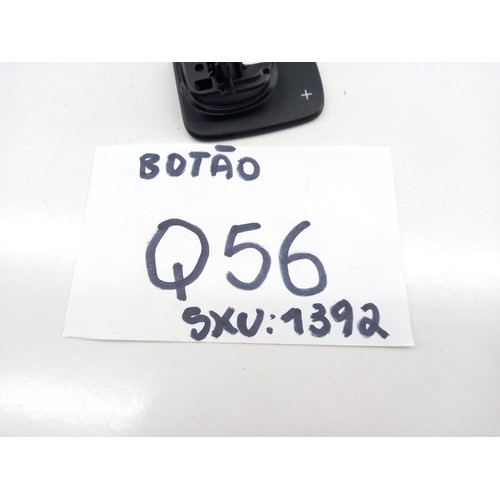 +
BOTÃO
Q56
SKU:1392